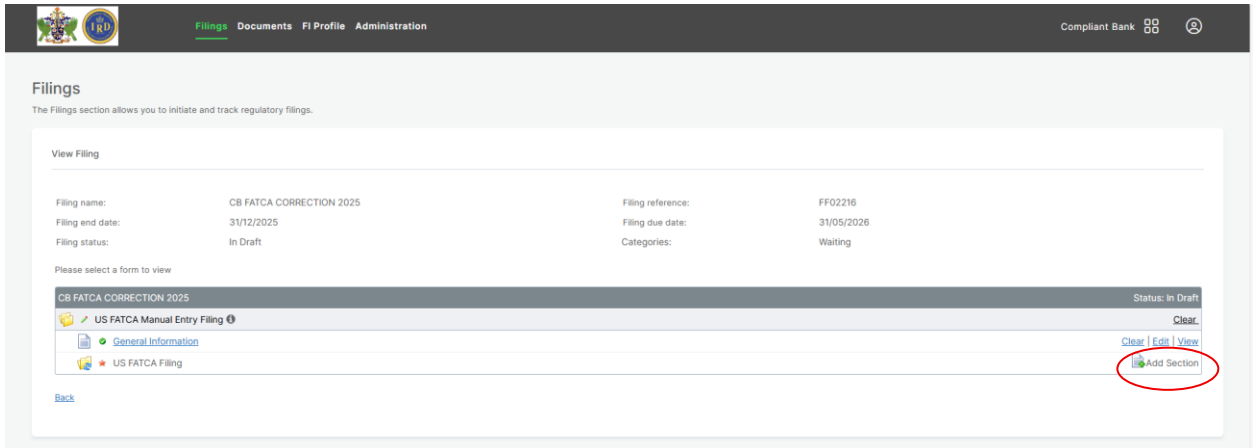 IRD
Filings Documents FI Profile Administration Compliant Bank
Filings
The Filings section allows you to initiate and track regulatory filings.
View Filing
Filing name: CB FATCA CORRECTION 2025 Filing reference: FF02216
Filing end date: 31/12/2025 Filing due date: 31/05/2026
Filing status: In Draft Categories: Waiting
Please select a form to view
CB FATCA CORRECTION 2025 Status: In Draft
US FATCA Manual Entry Filing Clear
General Information Clear | Edit | View
US FATCA Filing Add Section
Back